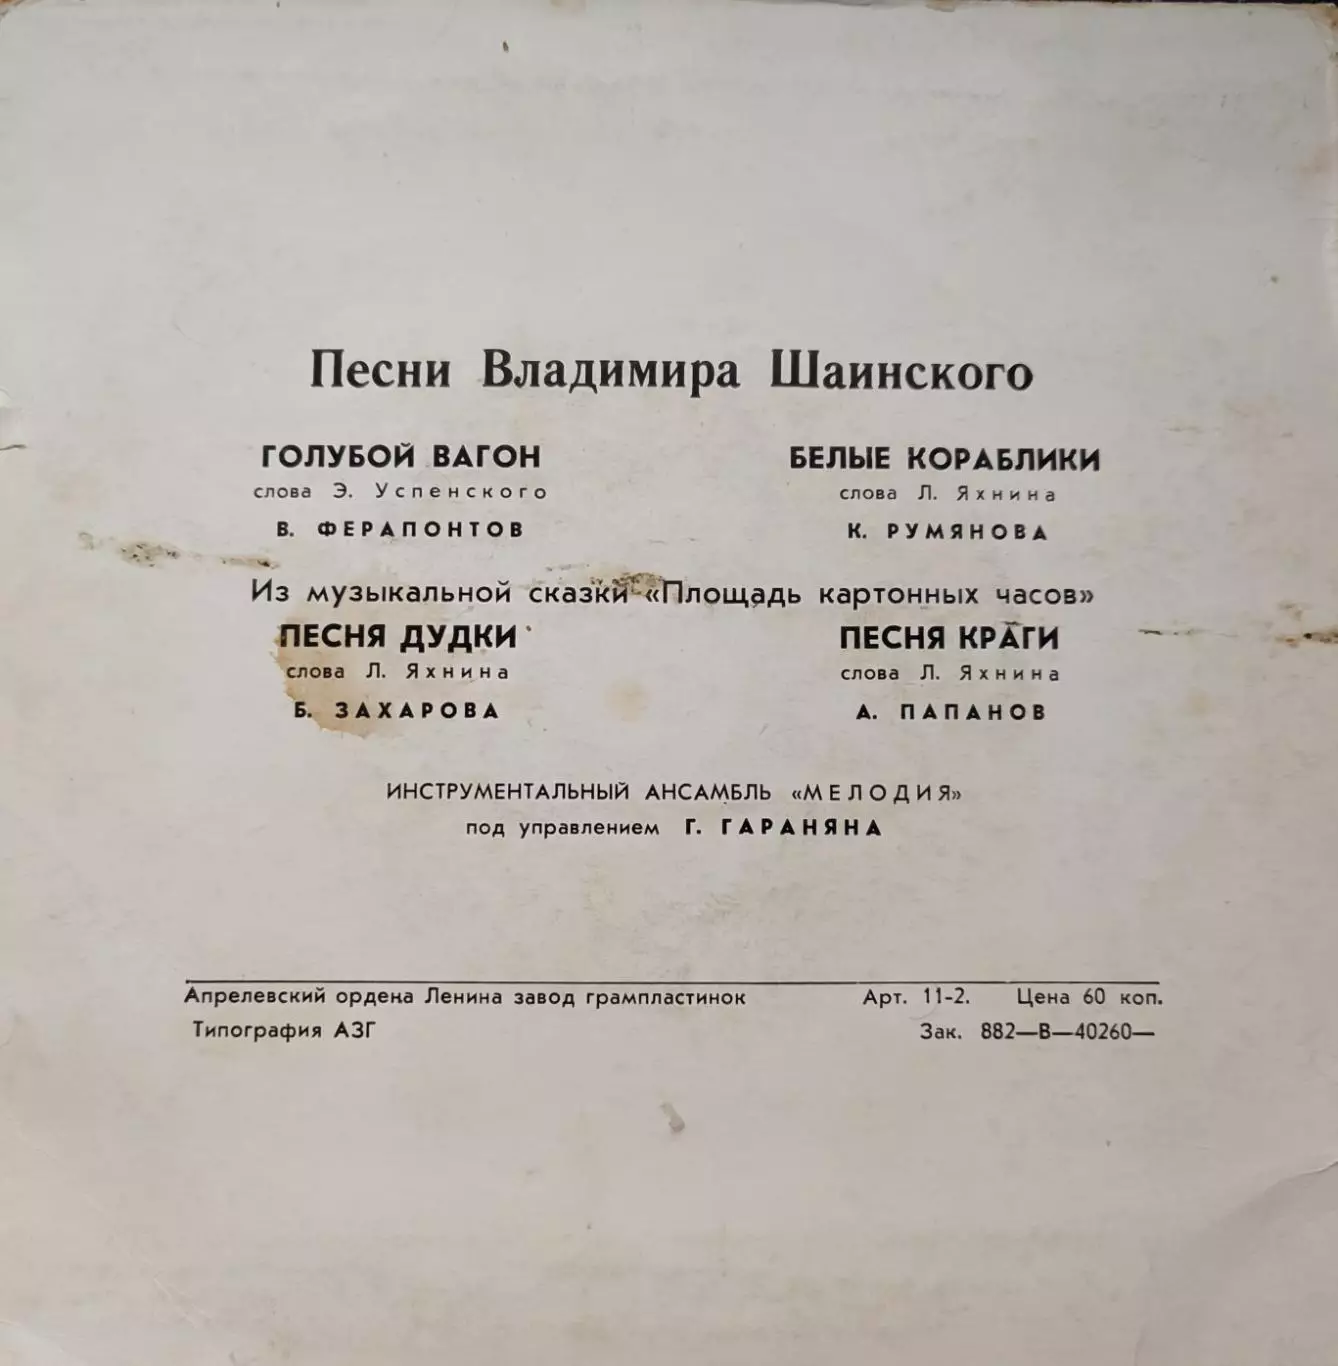 Песни Владимира Шаинского
ГОЛУБОЙ ВАГОН
слова Э. Успенского
В. ФЕРАПОНТОВ
БЕЛЫЕ КОРАБЛИКИ
слова Л. Яхнина
К. РУМЯНОВА
Из музыкальной сказки «Площадь картонных часов»
ПЕСНЯ ДУДКИ
слова Л. Яхнина
Б. ЗАХАРОВА
ПЕСНЯ КРАГИ
слова Л. Яхнина
А. ПАПАНОВ
ИНСТРУМЕНТАЛЬНЫЙ АНСАМБЛЬ «МЕЛОДИЯ»
под управлением Г. ГАРАНЯНА
Апрелевский ордена Ленина завод грампластинок
Арт. 11-2. Цена 60 коп.
Типография АЗГ
Зак. 882—В—40260—